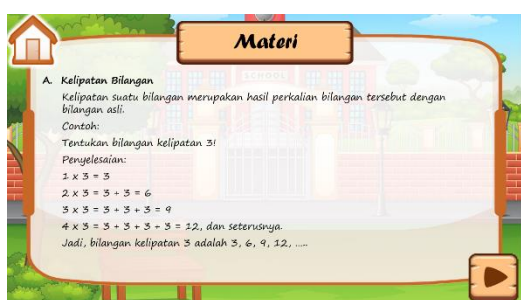 Materi
SCHOOL
A. Kelipatan Bilangan
Kelipatan suatu bilangan merupakan hasil perkalian bilangan tersebut dengan
bilangan asli.
Contoh:
Tentukan bilangan kelipatan 3!
Penyelesaian:
1 x 3 = 3
2 x 3 = 3 + 3 = 6
3 x 3 = 3 + 3 + 3 = 9
4 x 3 = 3 + 3 + 3 + 3 = 12, dan seterusnya.
Jadi, bilangan kelipatan 3 adalah 3, 6, 9, 12, .....